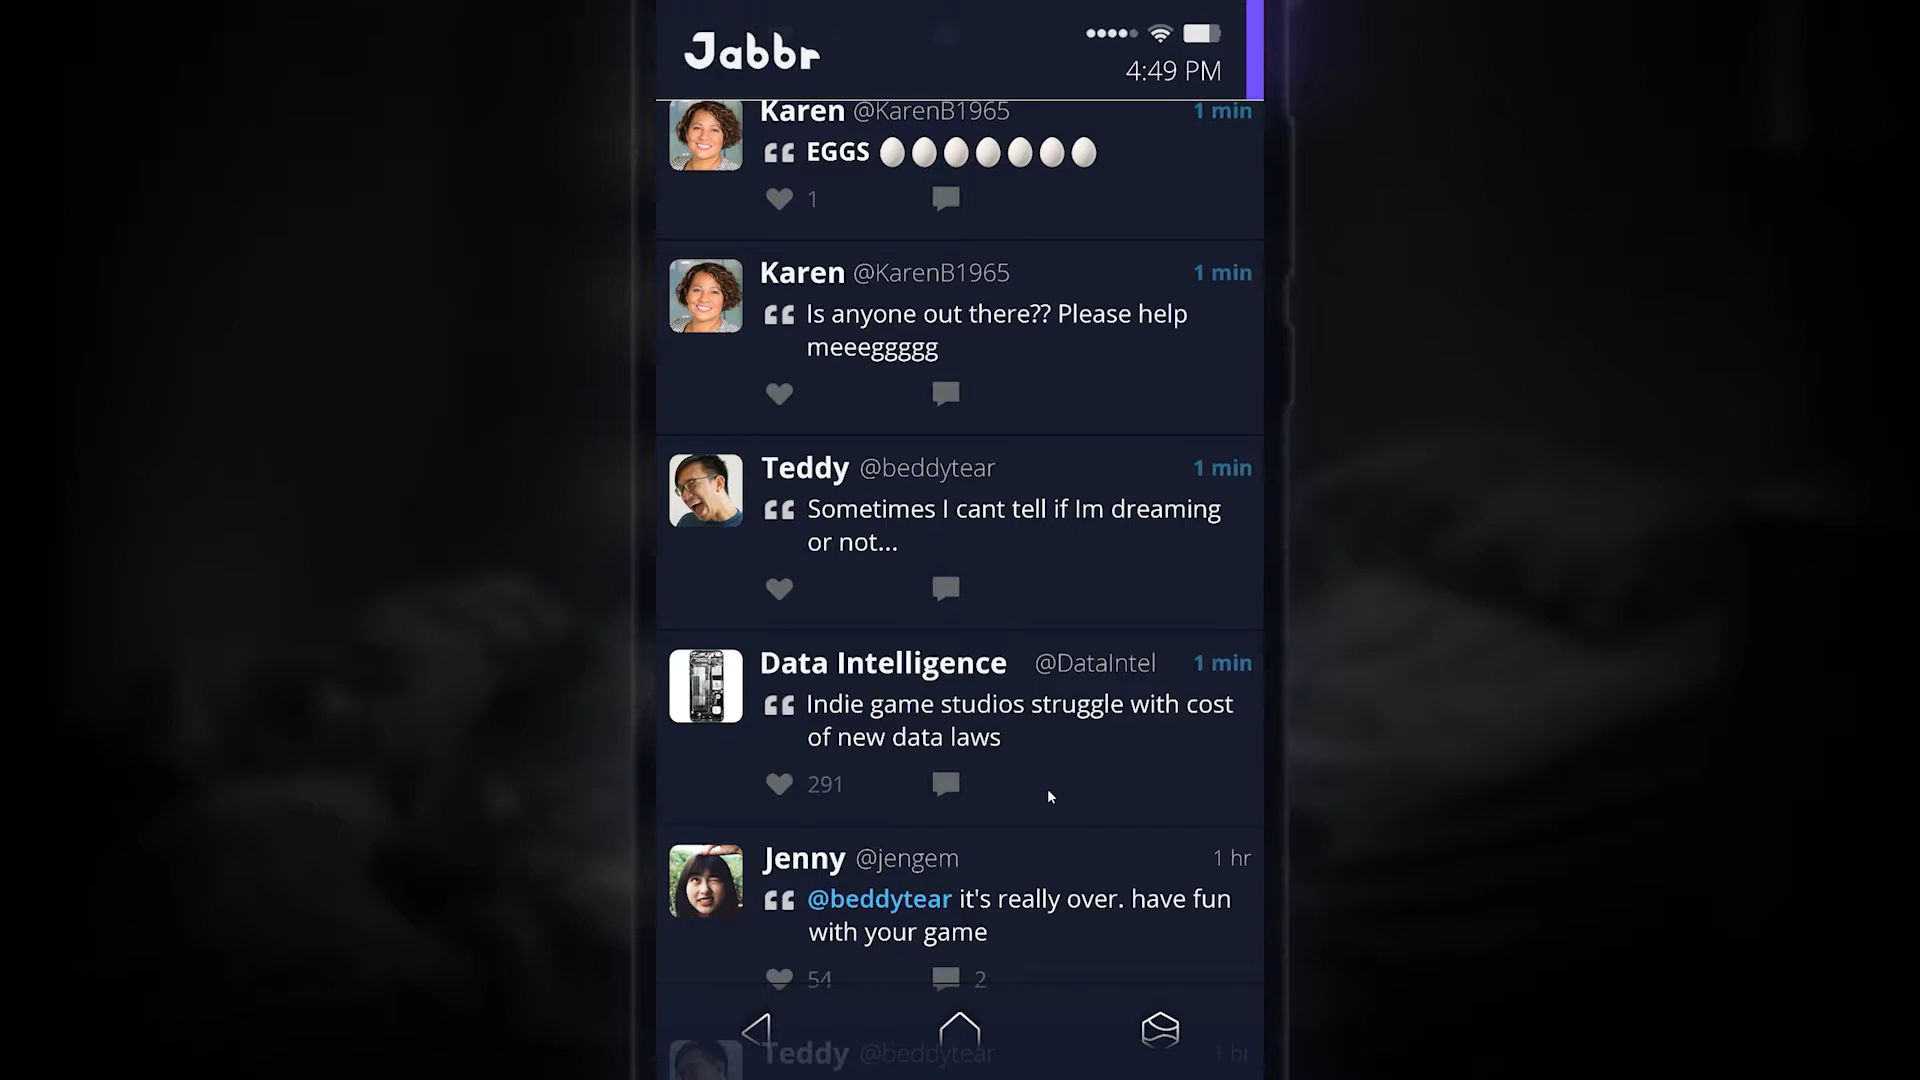 Jabbr
4:49 PM
Karen @KarenB1965 1 min
EGGS
1
Karen @KarenB1965 1 min
Is anyone out there?? Please help
meeeggggg
Teddy @beddytear 1 min
Sometimes I cant tell if Im dreaming
or not...
Data Intelligence @DataIntel 1 min
Indie game studios struggle with cost
of new data laws
291
Jenny @jengem 1 hr
@beddytear it's really over. have fun
with your game
54 2
Teddy @beddytear 1 hr